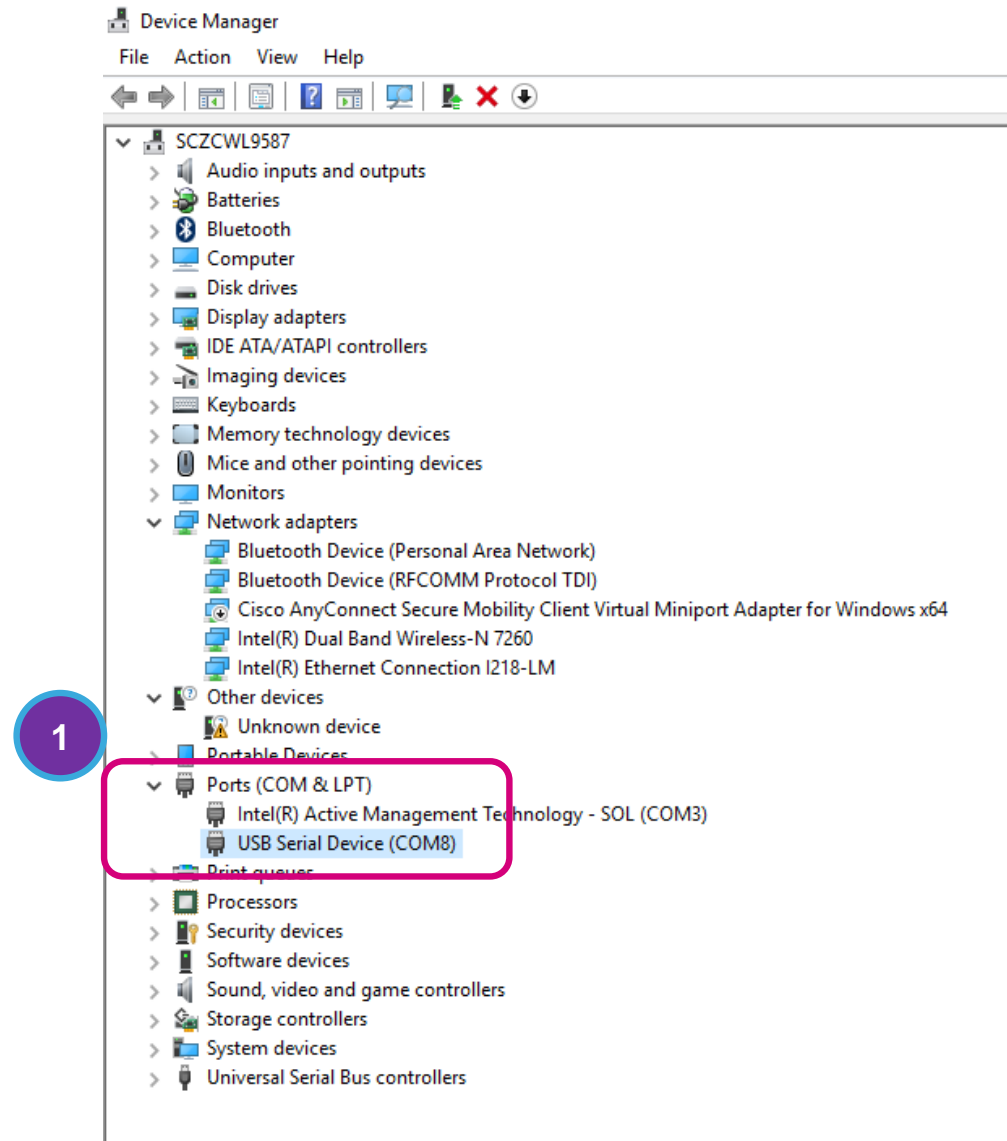 Device Manager
File Action View Help
SCZCWL9587
Audio inputs and outputs
Batteries
Bluetooth
Computer
Disk drives
Display adapters
IDE ATA/ATAPI controllers
Imaging devices
Keyboards
Memory technology devices
Mice and other pointing devices
Monitors
Network adapters
Bluetooth Device (Personal Area Network)
Bluetooth Device (RFCOMM Protocol TDI)
Cisco AnyConnect Secure Mobility Client Virtual Miniport Adapter for Windows x64
Intel(R) Dual Band Wireless-N 7260
Intel(R) Ethernet Connection I218-LM
Other devices
Unknown device
1
Portable Devices
Ports (COM & LPT)
Intel(R) Active Management Technology - SOL (COM3)
USB Serial Device (COM8)
Print queues
Processors
Security devices
Software devices
Sound, video and game controllers
Storage controllers
System devices
Universal Serial Bus controllers